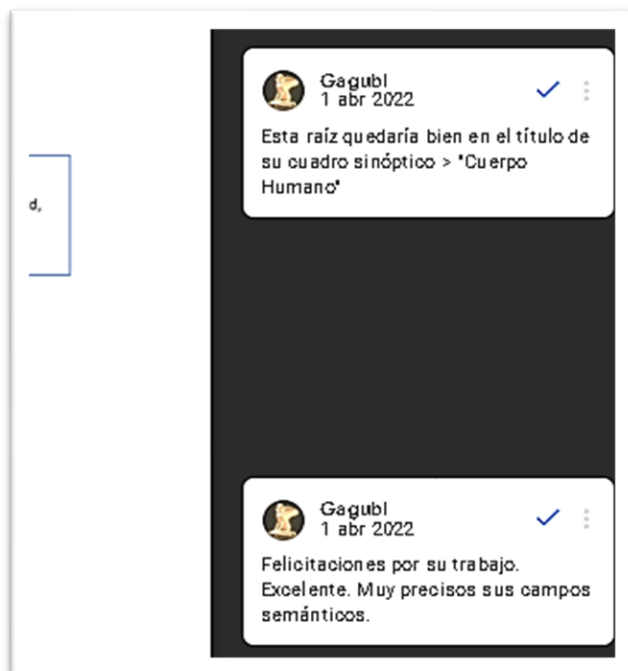 Gagubl
1 abr 2022
Esta raíz quedaría bien en el título de
su cuadro sinóptico > "Cuerpo
Humano"
d,
Gagubl
1 abr 2022
Felicitaciones por su trabajo.
Excelente. Muy precisos sus campos
semánticos.